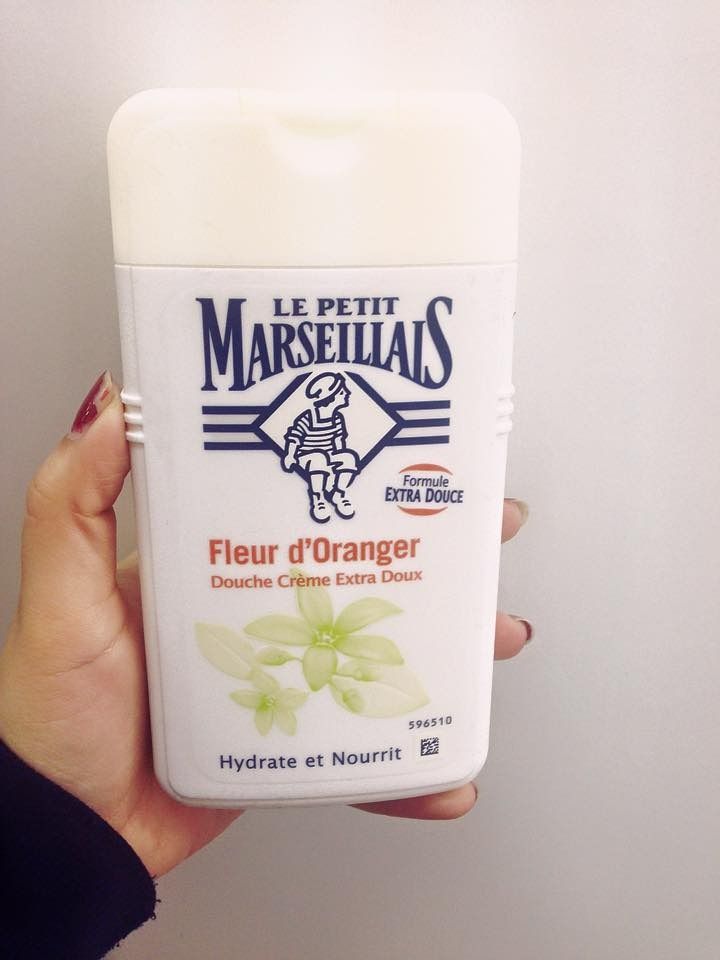 LE PETIT
MARSEILLAIS
Formule
EXTRA DOUCE
Fleur d'Oranger
Douche Crème Extra Doux
596510
Hydrate et Nourrit